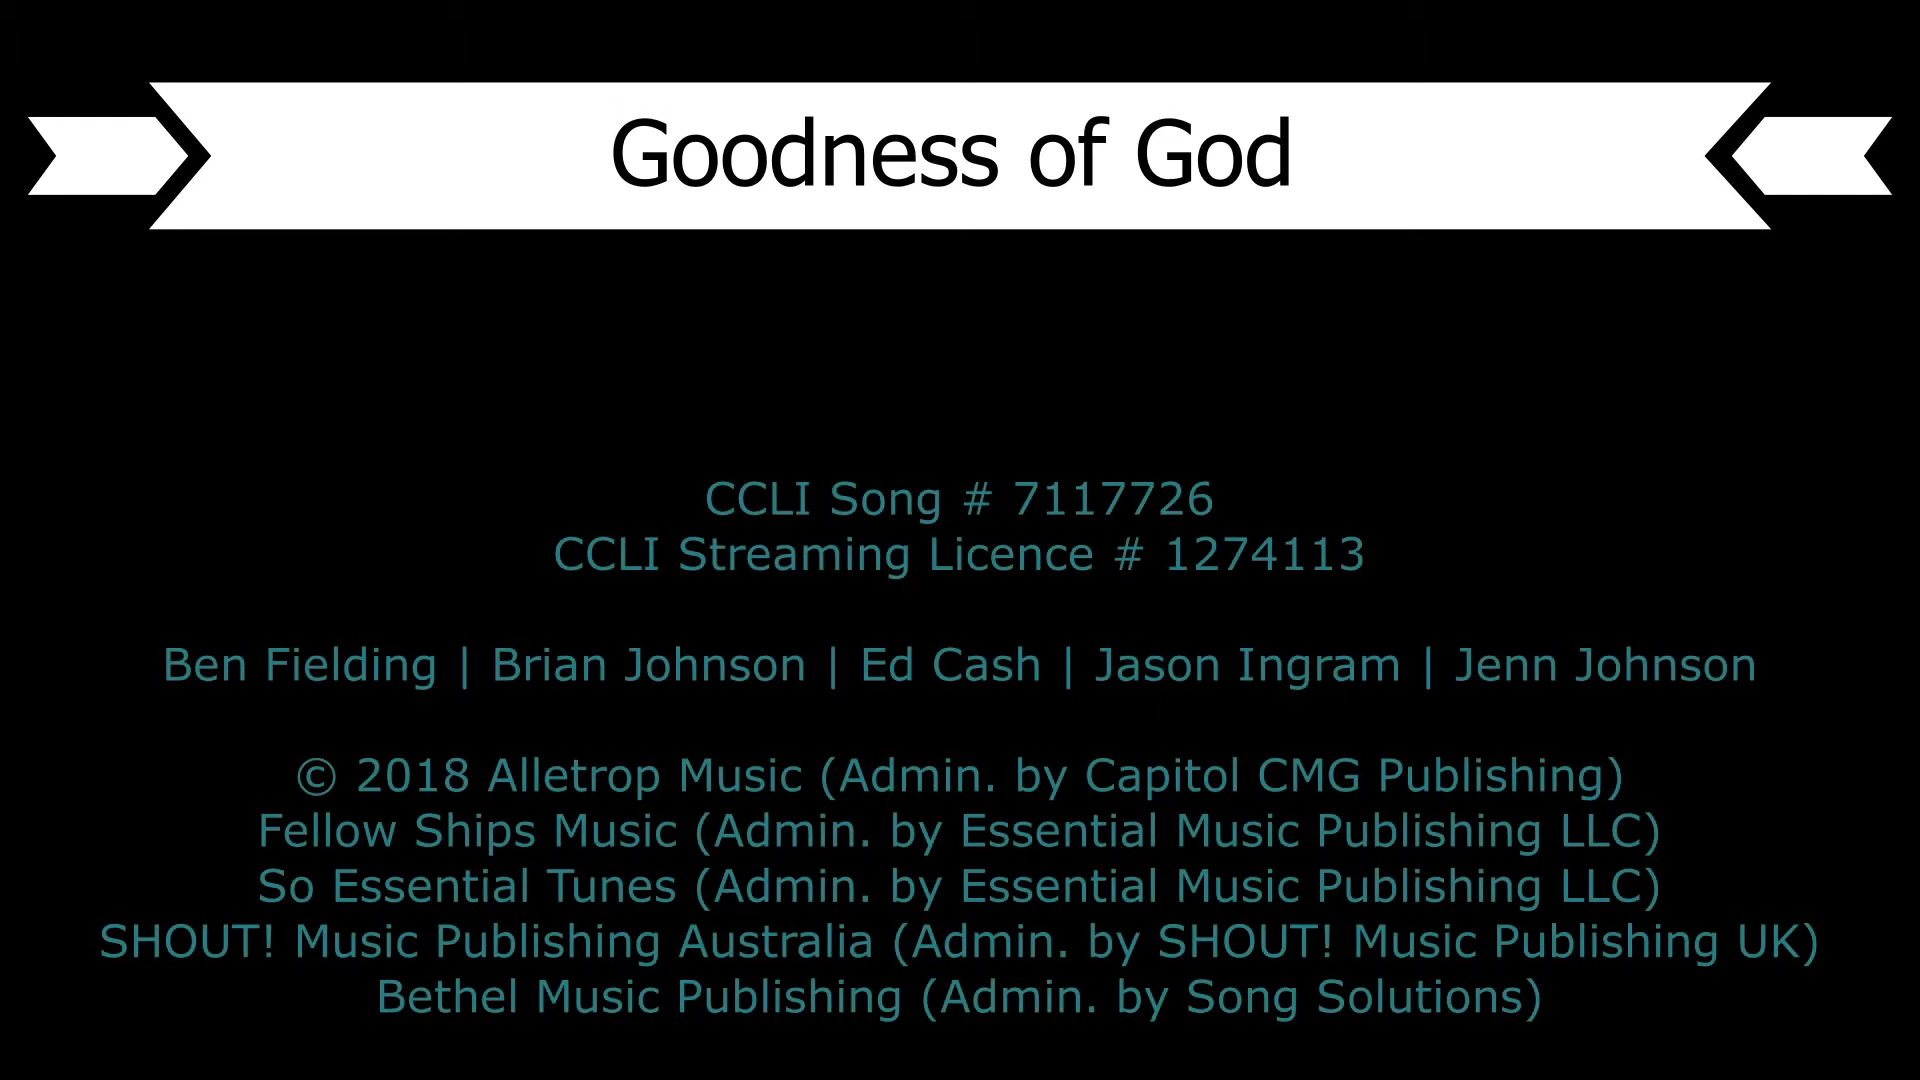 Goodness of God
CCLI Song # 7117726
CCLI Streaming Licence # 1274113
Ben Fielding | Brian Johnson | Ed Cash | Jason Ingram | Jenn Johnson
© 2018 Alletrop Music (Admin. by Capitol CMG Publishing)
Fellow Ships Music (Admin. by Essential Music Publishing LLC)
So Essential Tunes (Admin. by Essential Music Publishing LLC)
SHOUT! Music Publishing Australia (Admin. by SHOUT! Music Publishing UK)
Bethel Music Publishing (Admin. by Song Solutions)